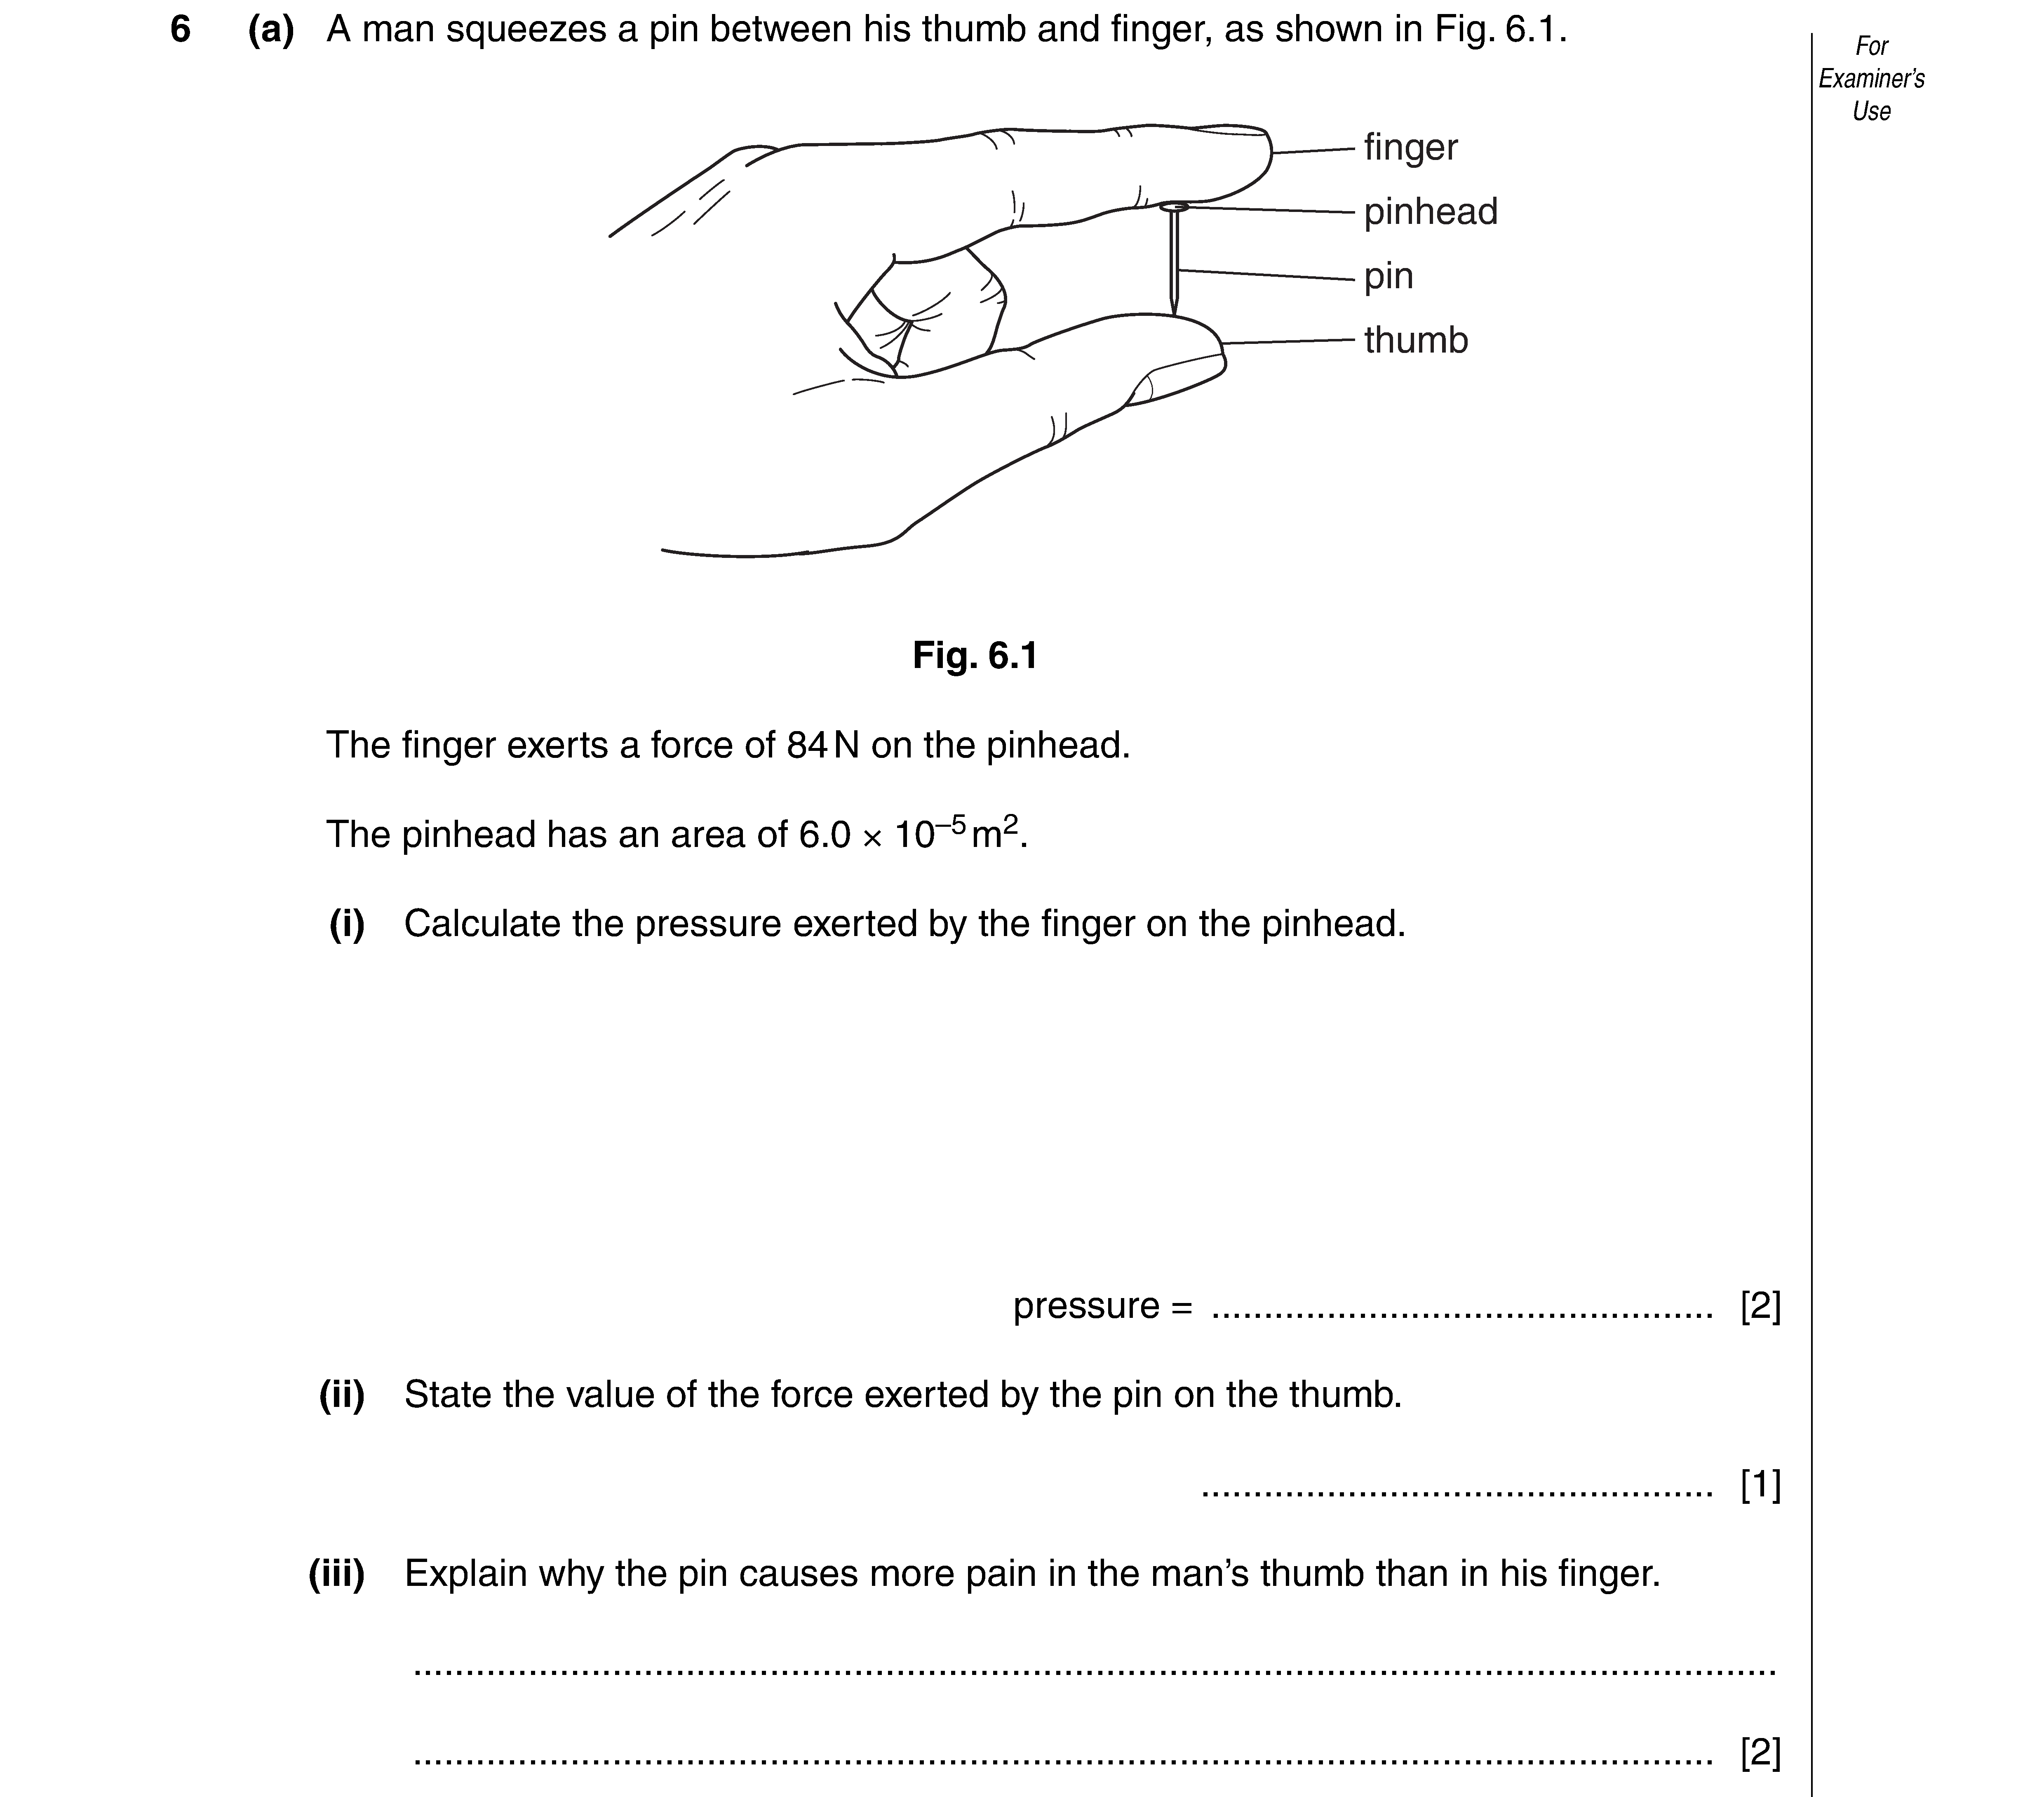 6 (a) A man squeezes a pin between his thumb and finger, as shown in Fig. 6.1.
For
Examiner's
Use
finger
pinhead
pin
thumb
Fig. 6.1
The finger exerts a force of 84 N on the pinhead.
The pinhead has an area of 6.0 × 10⁻⁵ m².
(i) Calculate the pressure exerted by the finger on the pinhead.
pressure = ................................................ [2]
(ii) State the value of the force exerted by the pin on the thumb.
................................................. [1]
(iii) Explain why the pin causes more pain in the man's thumb than in his finger.
..................................................................................................................................
............................................................................................................................ [2]